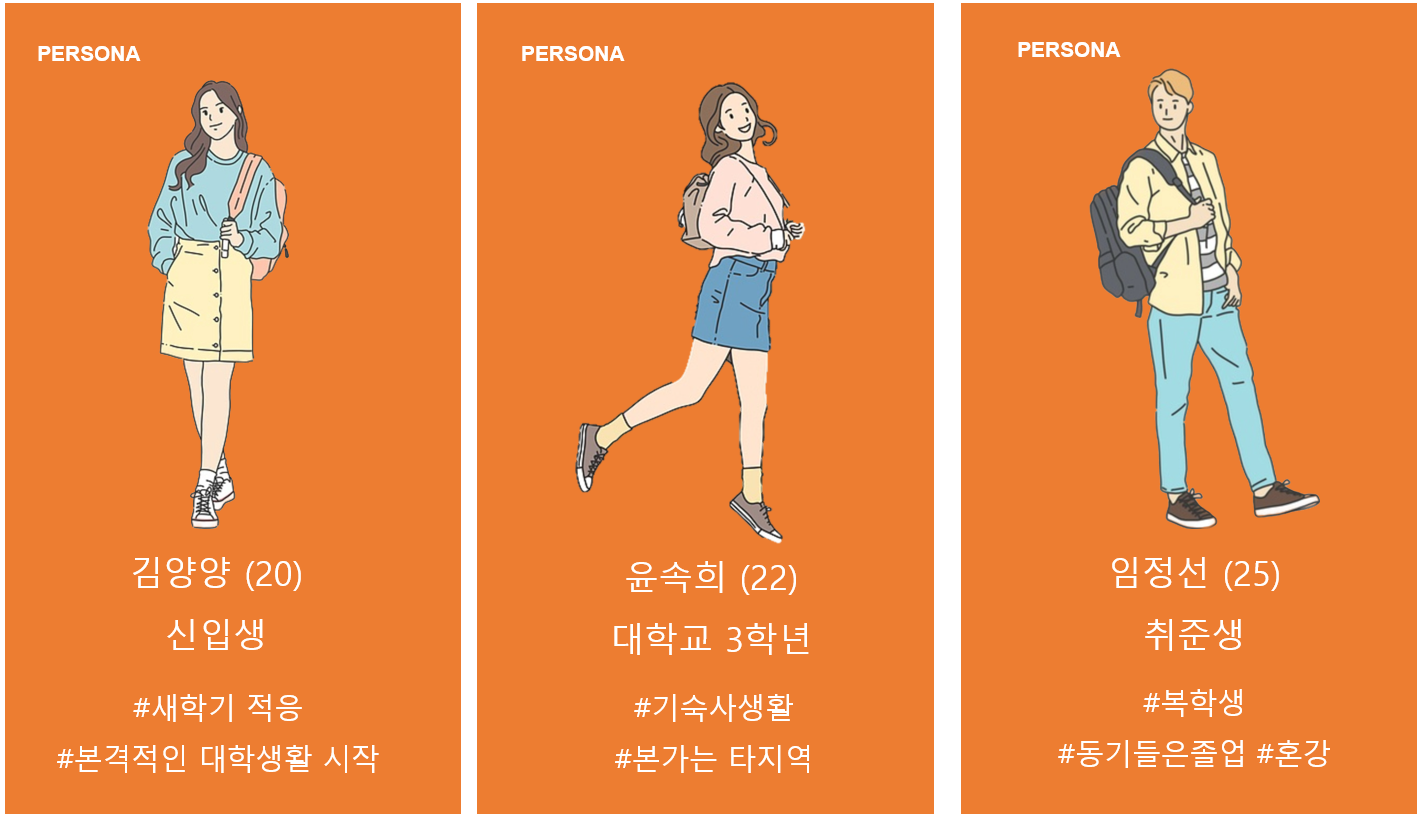 PERSONA
김양양 (20)
신입생
#새학기 적응
#본격적인 대학생활 시작
PERSONA
윤속희 (22)
대학교 3학년
#기숙사생활
#본가는 타지역
PERSONA
임정선 (25)
취준생
#복학생
#동기들은졸업 #혼강